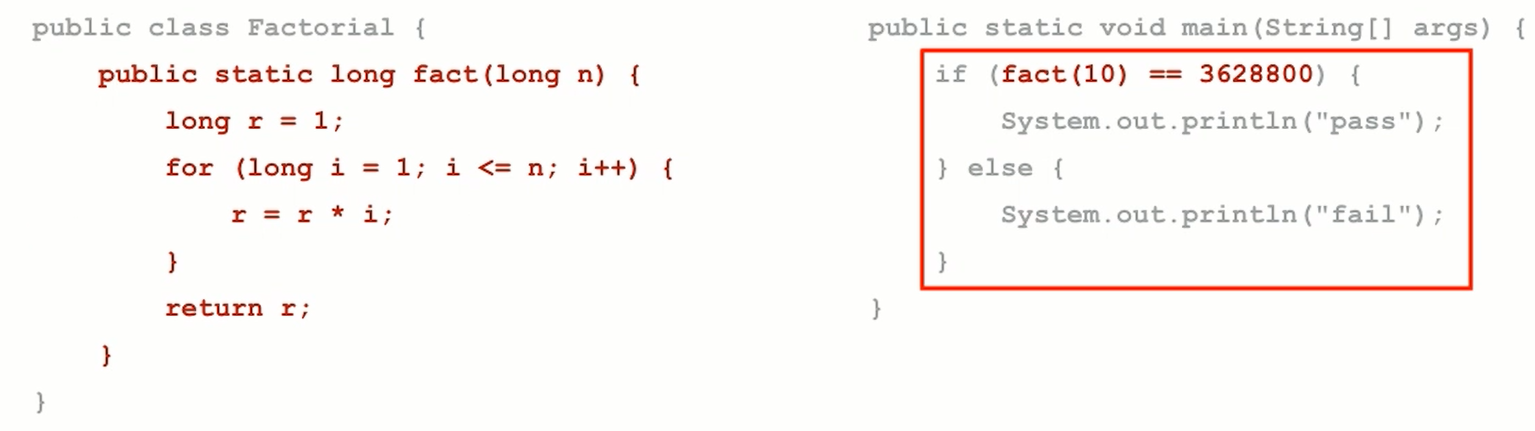 public class Factorial {
    public static long fact(long n) {
        long r = 1;
        for (long i = 1; i <= n; i++) {
            r = r * i;
        }
        return r;
    }
}
public static void main(String[] args) {
    if (fact(10) == 3628800) {
        System.out.println("pass");
    } else {
        System.out.println("fail");
    }
}